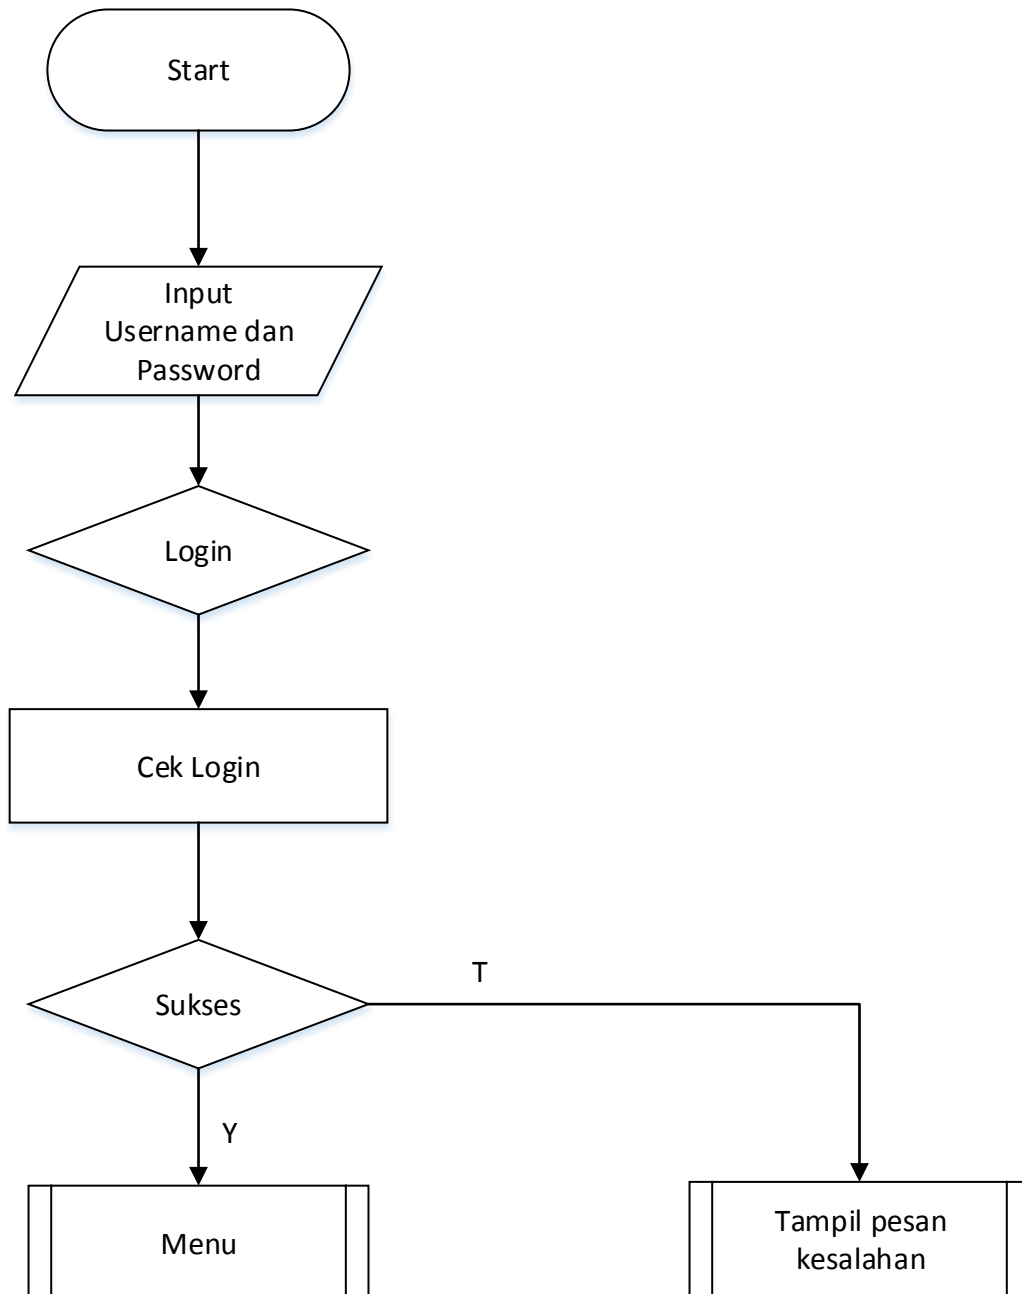 Start
Input
Username dan
Password
Login
Cek Login
Sukses
T
Y
Menu
Tampil pesan
kesalahan